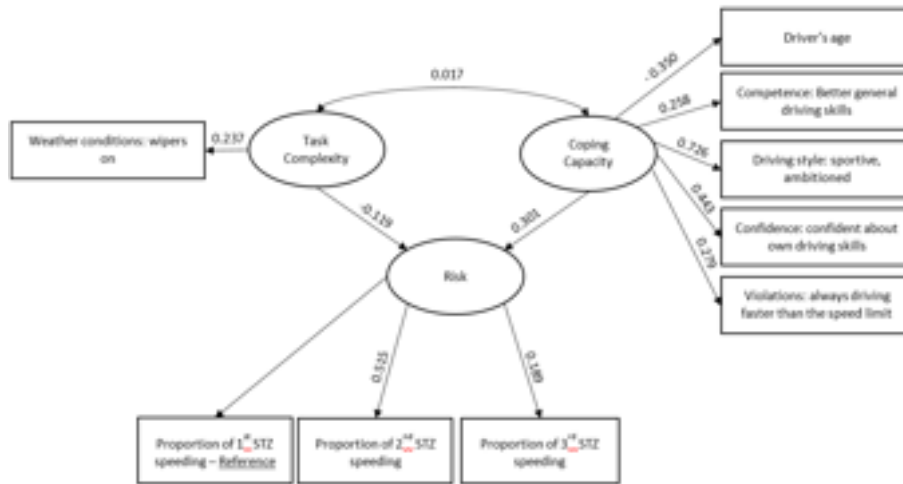 Driver's age
0.017
- 0.350
Competence: Better general
driving skills
0.258
Weather conditions: wipers
on
0.237
Task
Complexity
Coping
Capacity
0.726
Driving style: sportive,
ambitioned
0.443
Confidence: confident about
own driving skills
-0.119
0.301
0.279
Risk
Violations: always driving
faster than the speed limit
0.515
0.189
Proportion of 1st STZ
speeding – Reference
Proportion of 2nd STZ
speeding
Proportion of 3rd STZ
speeding